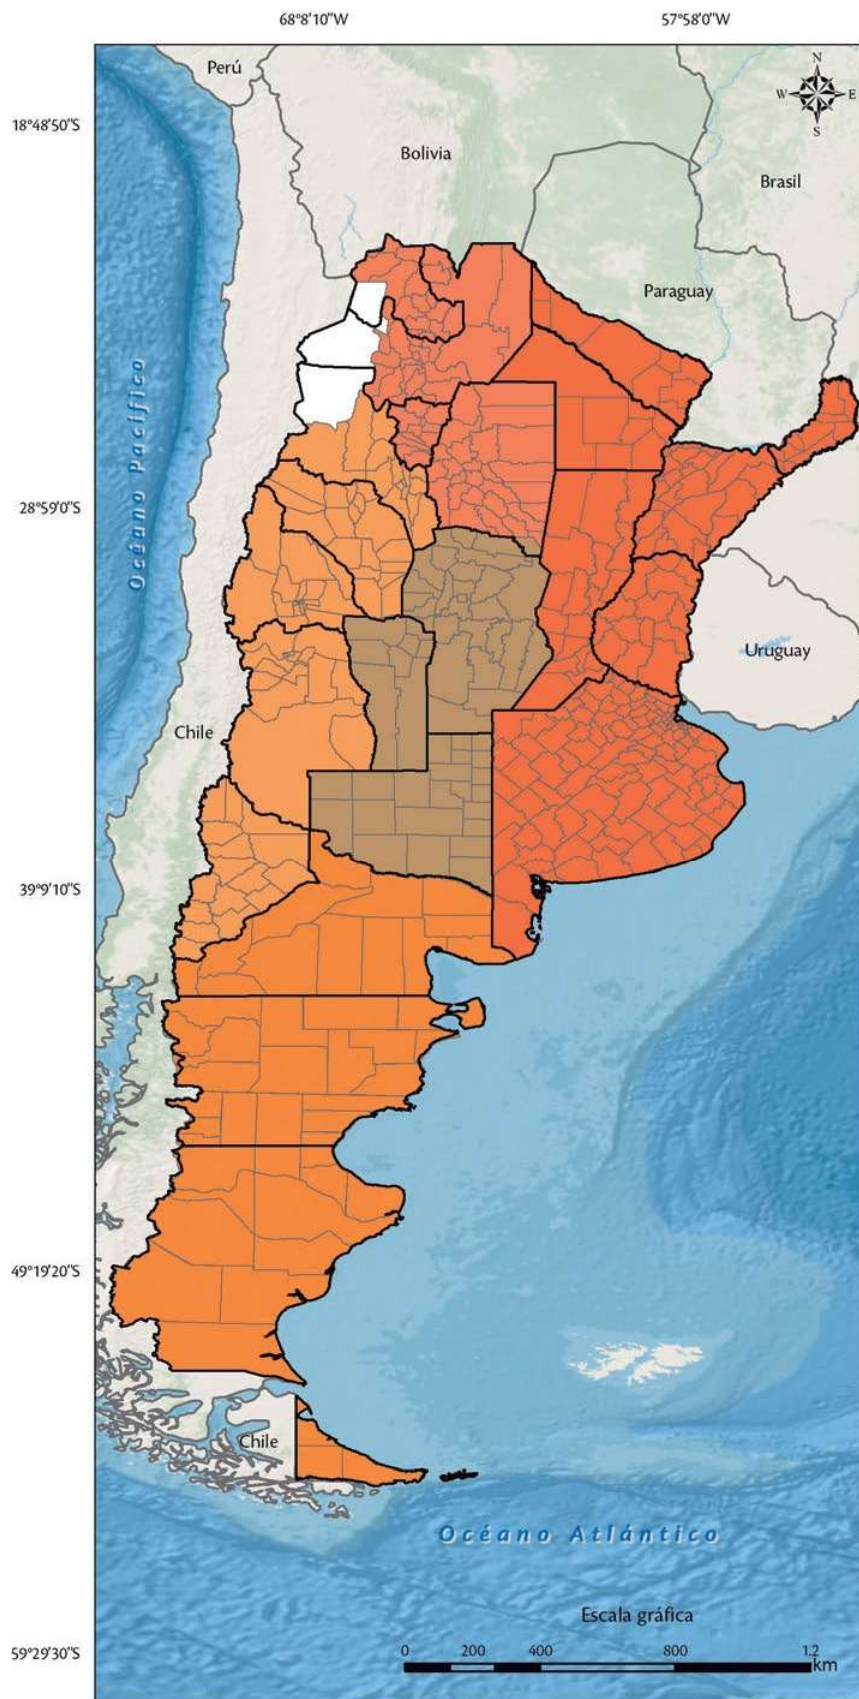 68°8'10"W
57°58'0"W
Perú
N
W
E
S
18°48'50"S
Bolivia
Brasil
Paraguay
Océano Pacífico
28°59'0"S
Uruguay
Chile
39°9'10"S
49°19'20"S
Chile
Océano Atlántico
Escala gráfica
59°29'30"S
0
200
400
800
1.2
km